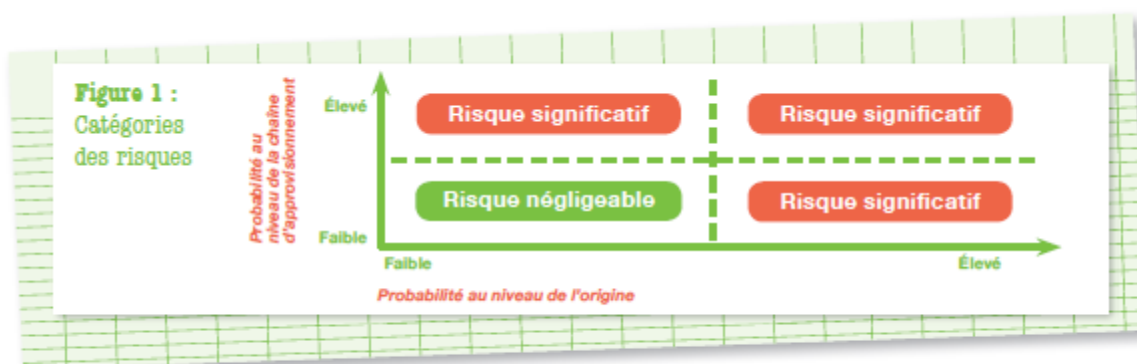 Figure 1 :
Catégories
des risques
Probabilité au
niveau de la chaîne
d'approvisionnement
Élevé
Risque significatif
Risque significatif
Risque négligeable
Risque significatif
Faible
Faible
Élevé
Probabilité au niveau de l'origine